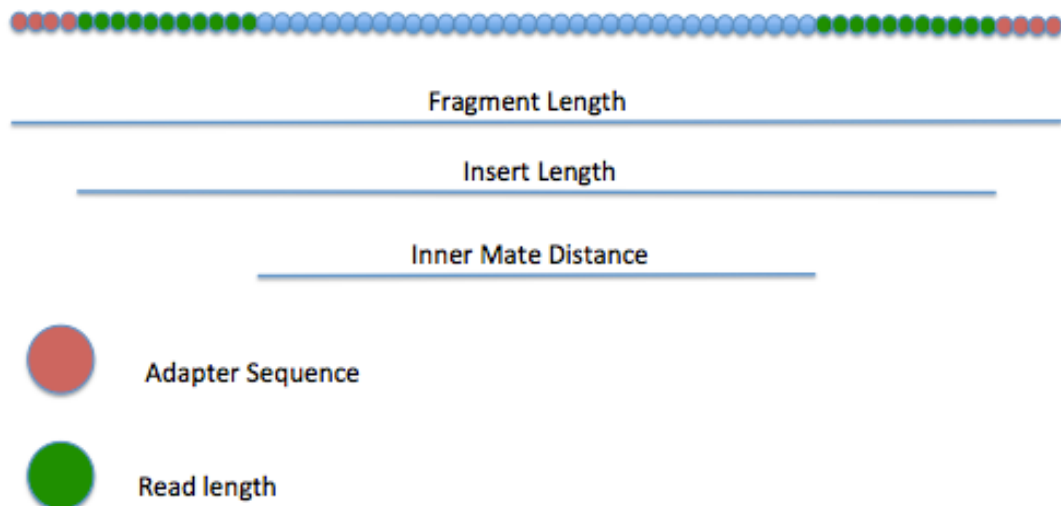 Fragment Length
Insert Length
Inner Mate Distance
Adapter Sequence
Read length